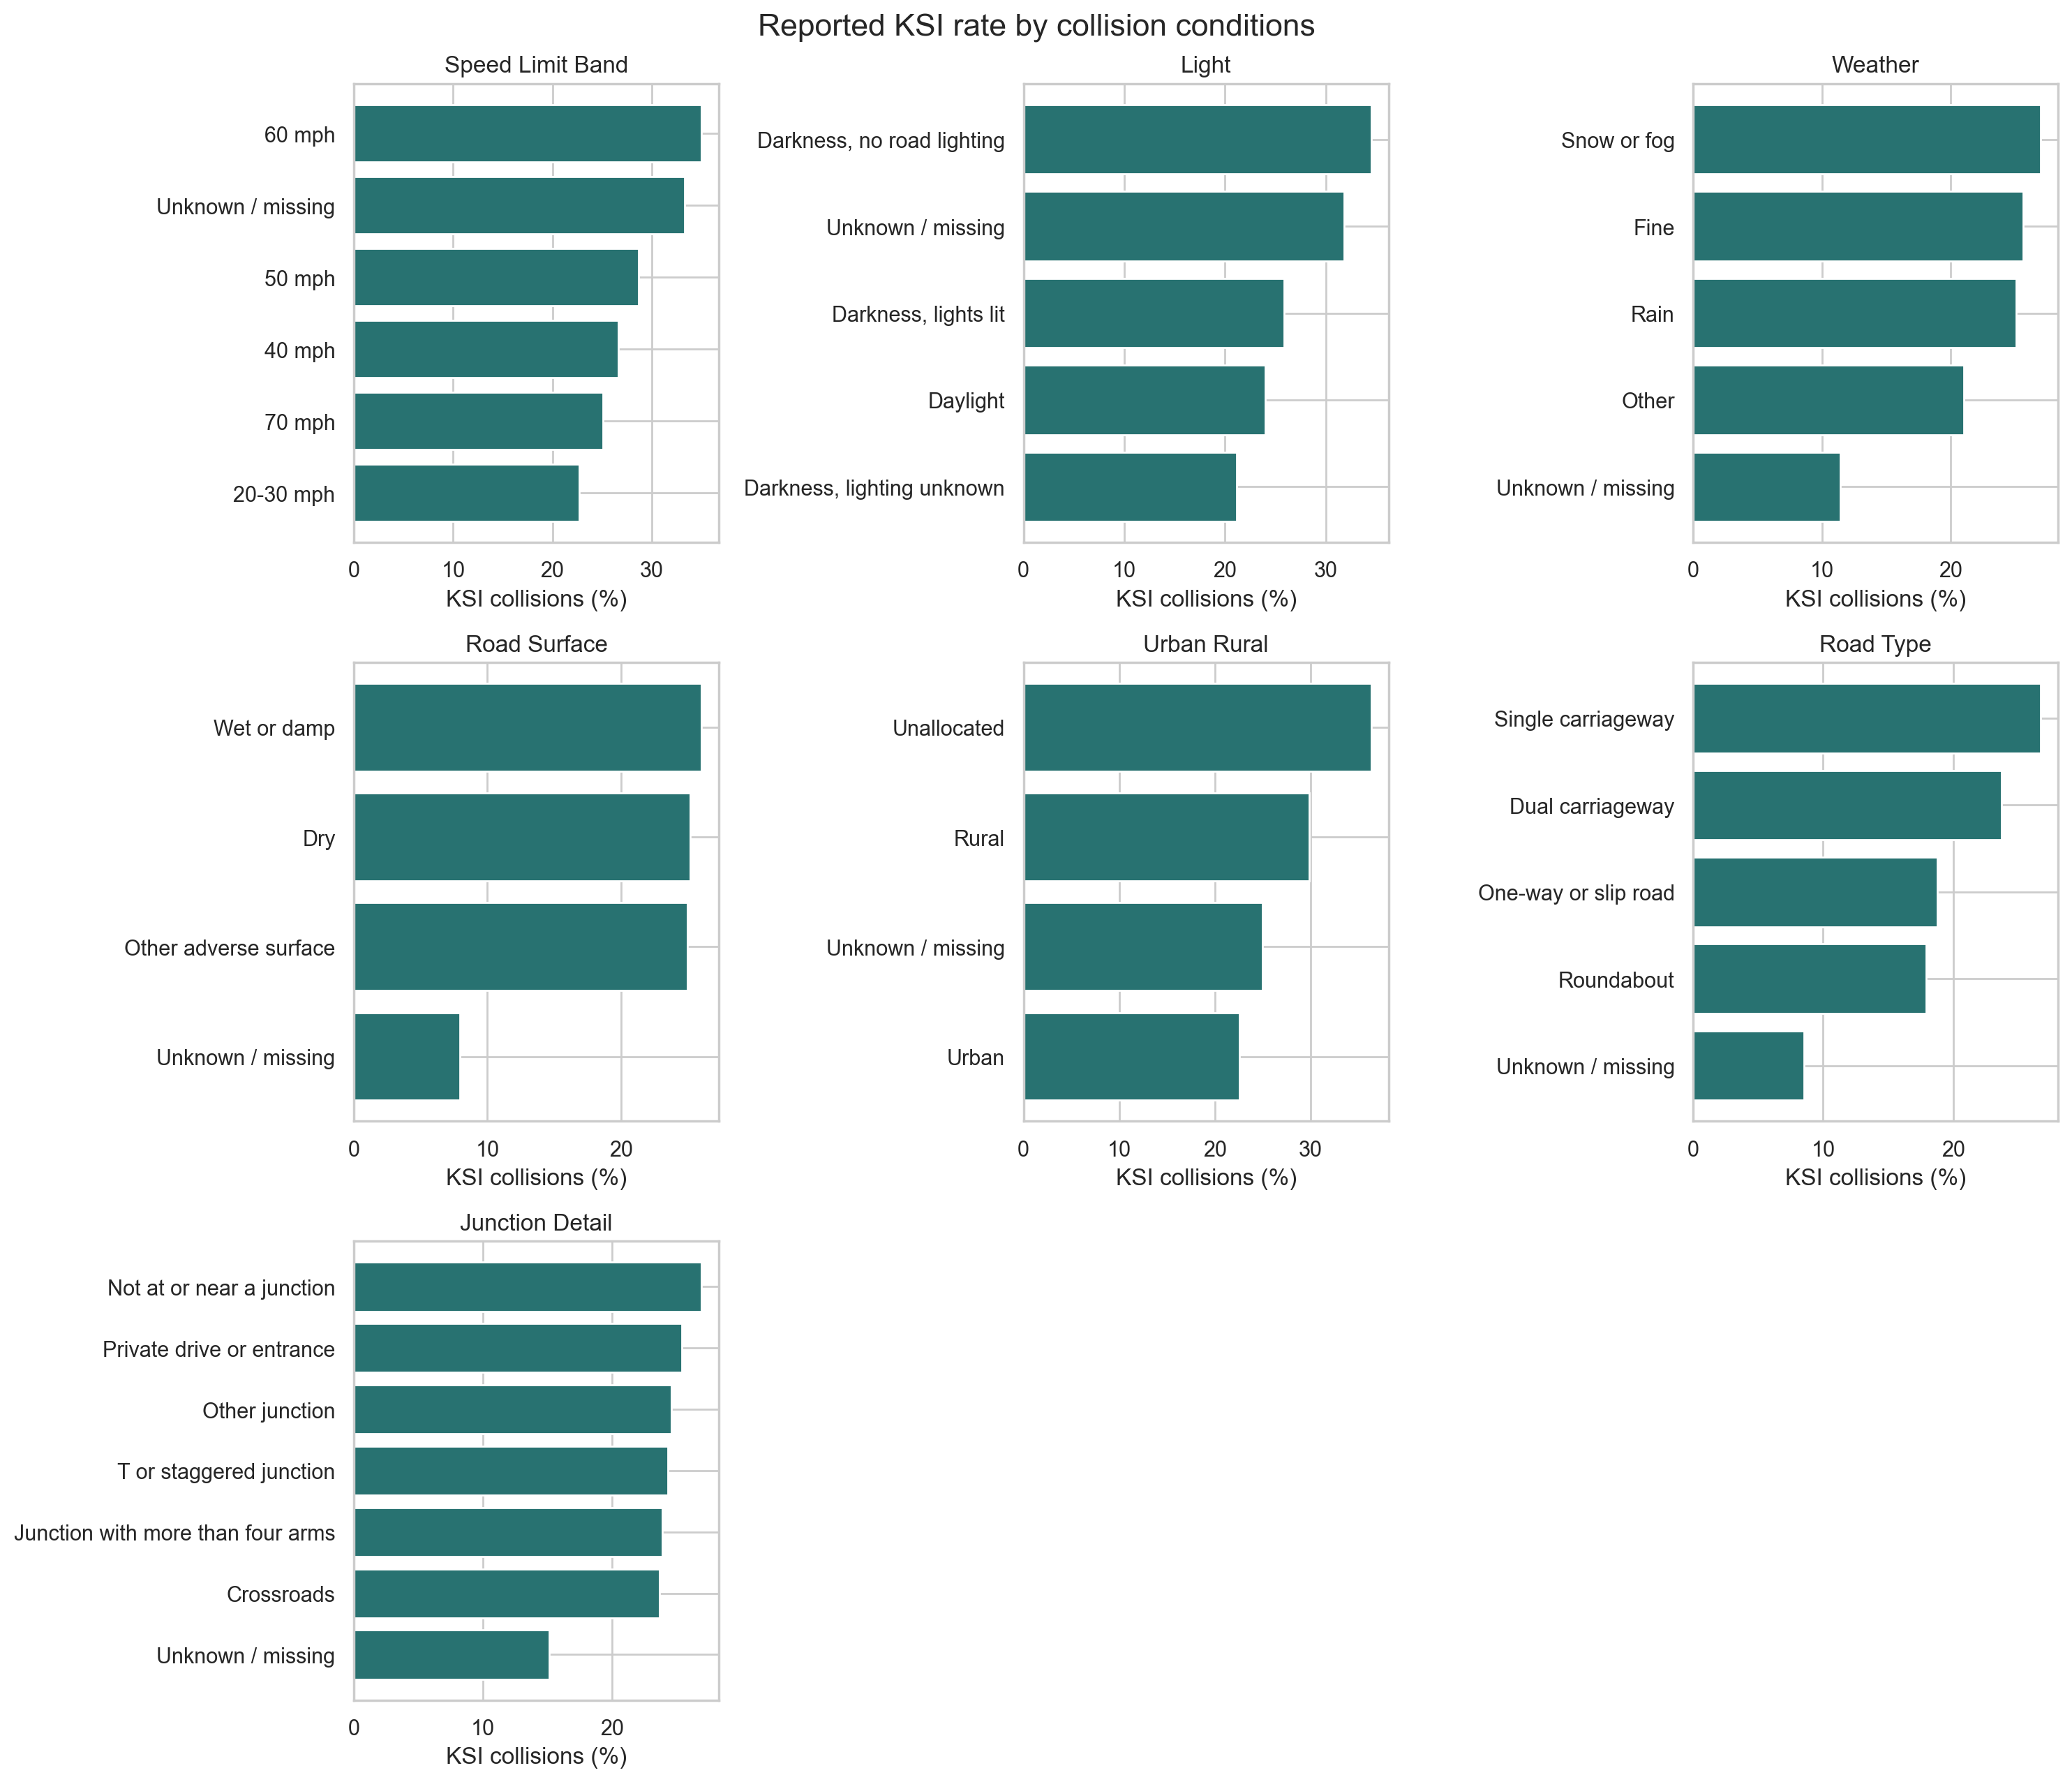 Reported KSI rate by collision conditions
Speed Limit Band
60 mph
Unknown / missing
50 mph
40 mph
70 mph
20-30 mph
0 10 20 30
KSI collisions (%)
Light
Darkness, no road lighting
Unknown / missing
Darkness, lights lit
Daylight
Darkness, lighting unknown
0 10 20 30
KSI collisions (%)
Weather
Snow or fog
Fine
Rain
Other
Unknown / missing
0 10 20
KSI collisions (%)
Road Surface
Wet or damp
Dry
Other adverse surface
Unknown / missing
0 10 20
KSI collisions (%)
Urban Rural
Unallocated
Rural
Unknown / missing
Urban
0 10 20 30
KSI collisions (%)
Road Type
Single carriageway
Dual carriageway
One-way or slip road
Roundabout
Unknown / missing
0 10 20
KSI collisions (%)
Junction Detail
Not at or near a junction
Private drive or entrance
Other junction
T or staggered junction
Junction with more than four arms
Crossroads
Unknown / missing
0 10 20
KSI collisions (%)